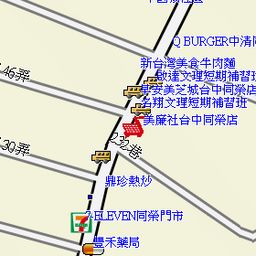 Q BURGER中清
新台灣美食牛肉麵
啟達文理短期補習班
早安美芝城台中同榮店
名翔文理短期補習班
美廉社台中同榮店
46弄
232巷
30弄
鼎珍熱炒
7-ELEVEN同榮門市
豐禾藥局